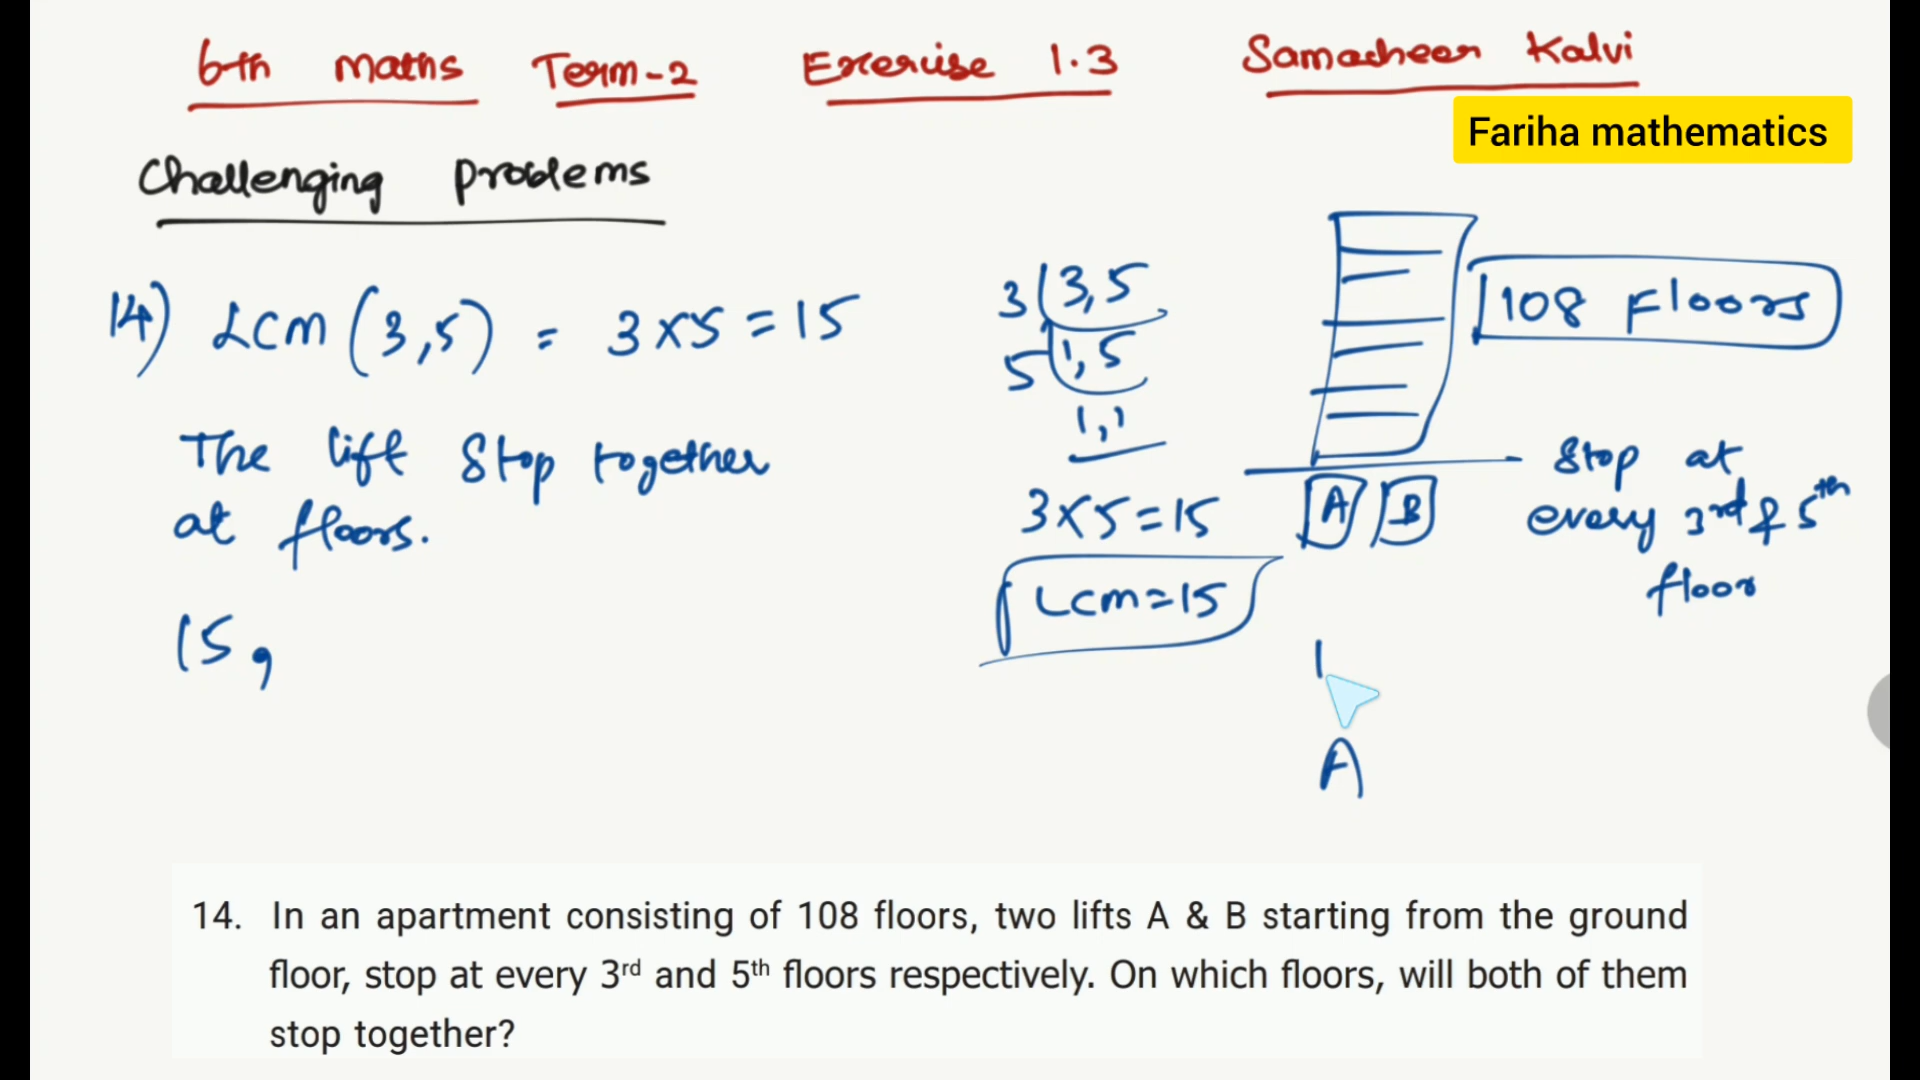 6th maths Term-2 Exercise 1.3 Samacheer Kalvi
Fariha mathematics
Challenging problems
14) LCM (3,5) = 3×5=15
The lift stop together
at floors.
15,
3 3,5
5 1,5
1,1
3×5=15
LCM=15
108 Floors
A B
Stop at
every 3rd & 5th
floor
A
14. In an apartment consisting of 108 floors, two lifts A & B starting from the ground
floor, stop at every 3rd and 5th floors respectively. On which floors, will both of them
stop together?